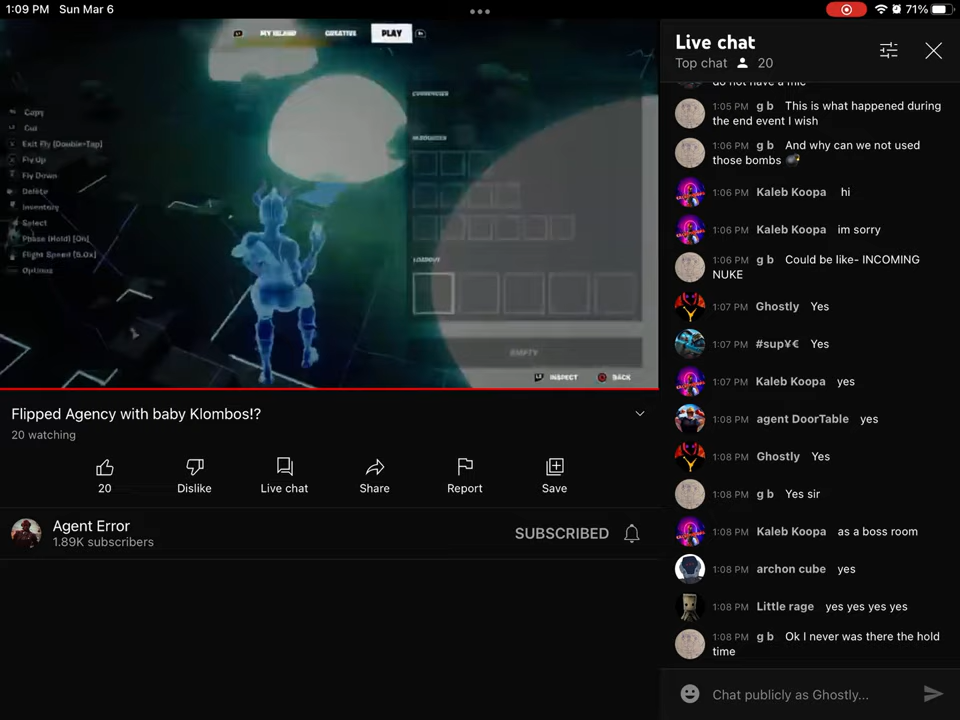 1:09 PM Sun Mar 6
71%
MY ISLAND CREATIVE PLAY
Copy
Cut
Exit Fly [Double-Tap]
Fly Up
Fly Down
Delete
Inventory
Select
Phase (Hold) [On]
Flight Speed [5.0x]
Options
RESOURCES
LOADOUT
EMPTY
INSPECT BACK
Flipped Agency with baby Klombos!?
20 watching
20 Dislike Live chat Share Report Save
Agent Error
1.89K subscribers
SUBSCRIBED
Live chat
Top chat 20
do not have a mic
1:05 PM g b This is what happened during
the end event I wish
1:06 PM g b And why can we not used
those bombs
1:06 PM Kaleb Koopa hi
1:06 PM Kaleb Koopa im sorry
1:06 PM g b Could be like- INCOMING
NUKE
1:07 PM Ghostly Yes
1:07 PM #sup¥€ Yes
1:07 PM Kaleb Koopa yes
1:08 PM agent DoorTable yes
1:08 PM Ghostly Yes
1:08 PM g b Yes sir
1:08 PM Kaleb Koopa as a boss room
1:08 PM archon cube yes
1:08 PM Little rage yes yes yes yes
1:08 PM g b Ok I never was there the hold
time
Chat publicly as Ghostly...